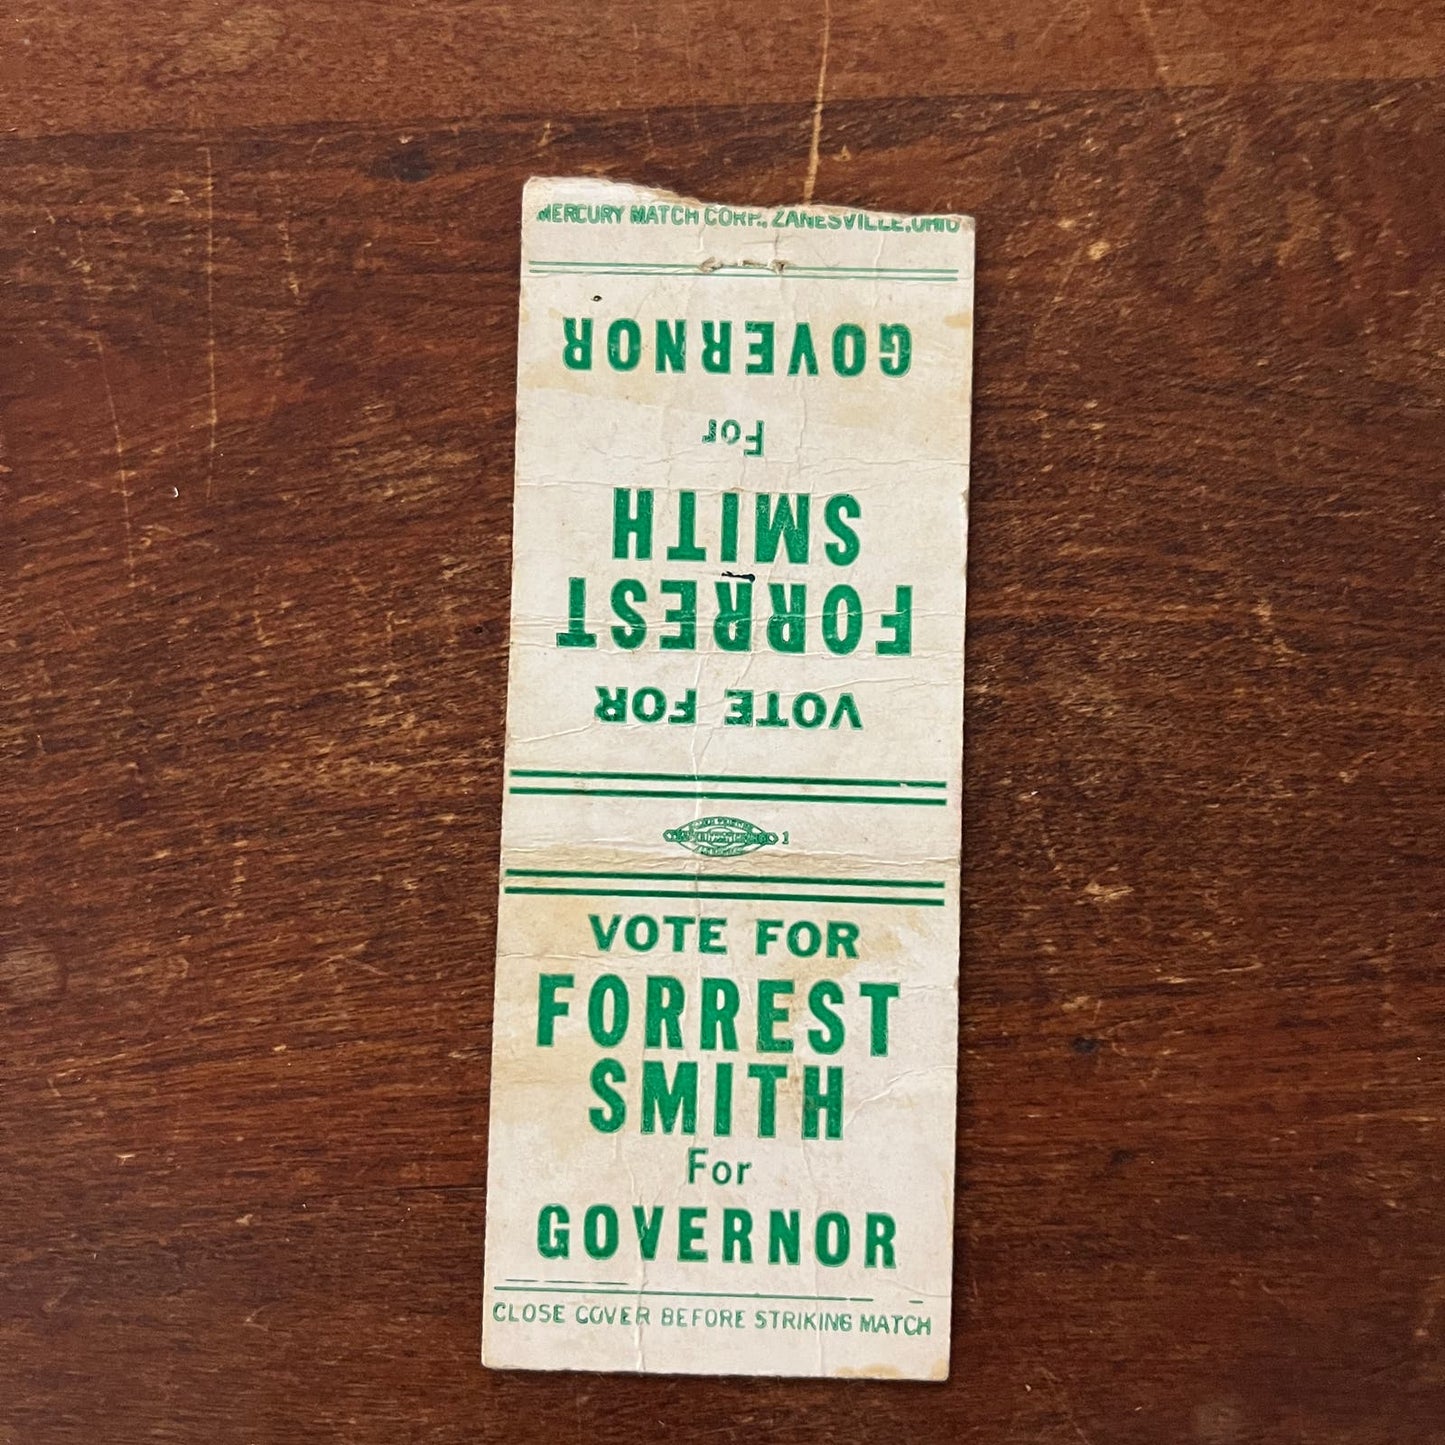 MERCURY MATCH CORP., ZANESVILLE, OHIO
GOVERNOR
For
SMITH
FORREST
VOTE FOR
1
VOTE FOR
FORREST
SMITH
For
GOVERNOR
CLOSE COVER BEFORE STRIKING MATCH